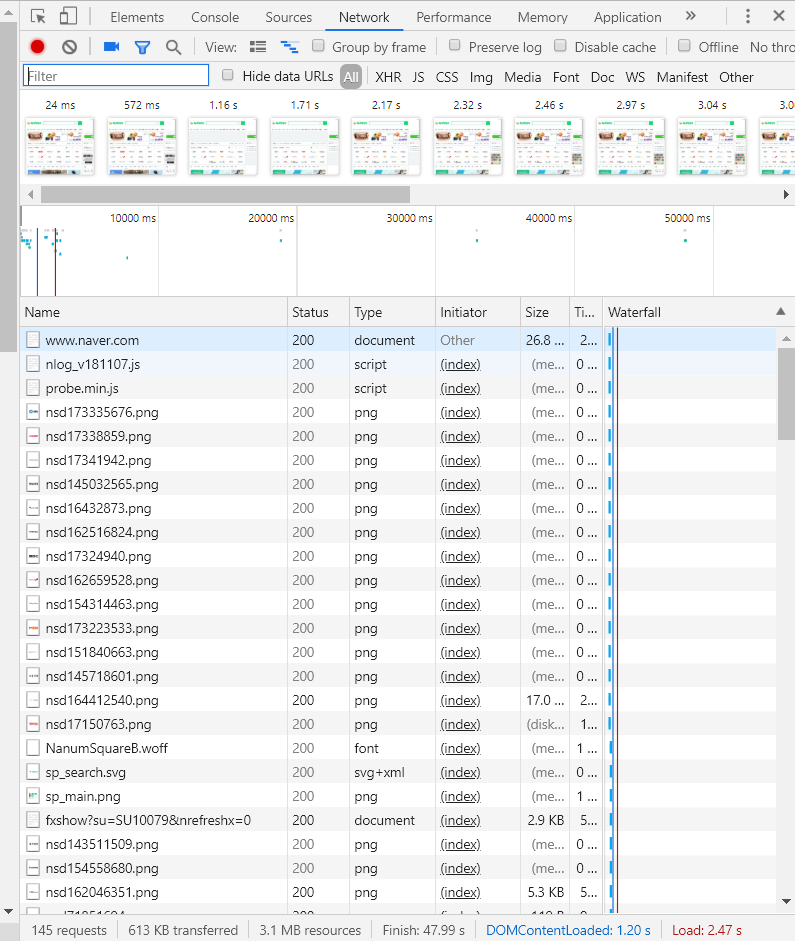 Elements Console Sources Network Performance Memory Application »
View: Group by frame Preserve log Disable cache Offline No thro
Filter Hide data URLs All XHR JS CSS Img Media Font Doc WS Manifest Other
24 ms 572 ms 1.16 s 1.71 s 2.17 s 2.32 s 2.46 s 2.97 s 3.04 s 3.0
10000 ms 20000 ms 30000 ms 40000 ms 50000 ms
Name Status Type Initiator Size Ti... Waterfall
www.naver.com 200 document Other 26.8 ... 2...
nlog_v181107.js 200 script (index) (me... 0 ...
probe.min.js 200 script (index) (me... 0 ...
nsd173335676.png 200 png (index) (me... 0 ...
nsd17338859.png 200 png (index) (me... 0 ...
nsd17341942.png 200 png (index) (me... 0 ...
nsd145032565.png 200 png (index) (me... 0 ...
nsd16432873.png 200 png (index) (me... 0 ...
nsd162516824.png 200 png (index) (me... 0 ...
nsd17324940.png 200 png (index) (me... 0 ...
nsd162659528.png 200 png (index) (me... 0 ...
nsd154314463.png 200 png (index) (me... 0 ...
nsd173223533.png 200 png (index) (me... 0 ...
nsd151840663.png 200 png (index) (me... 0 ...
nsd145718601.png 200 png (index) (me... 0 ...
nsd164412540.png 200 png (index) 17.0 ... 2...
nsd17150763.png 200 png (index) (disk... 1...
NanumSquareB.woff 200 font (index) (me... 1 ...
sp_search.svg 200 svg+xml (index) (me... 0 ...
sp_main.png 200 png (index) (me... 1 ...
fxshow?su=SU10079&nrefreshx=0 200 document (index) 2.9 KB 5...
nsd143511509.png 200 png (index) (me... 0 ...
nsd154558680.png 200 png (index) (me... 0 ...
nsd162046351.png 200 png (index) 5.3 KB 5...
145 requests 613 KB transferred 3.1 MB resources Finish: 47.99 s DOMContentLoaded: 1.20 s Load: 2.47 s